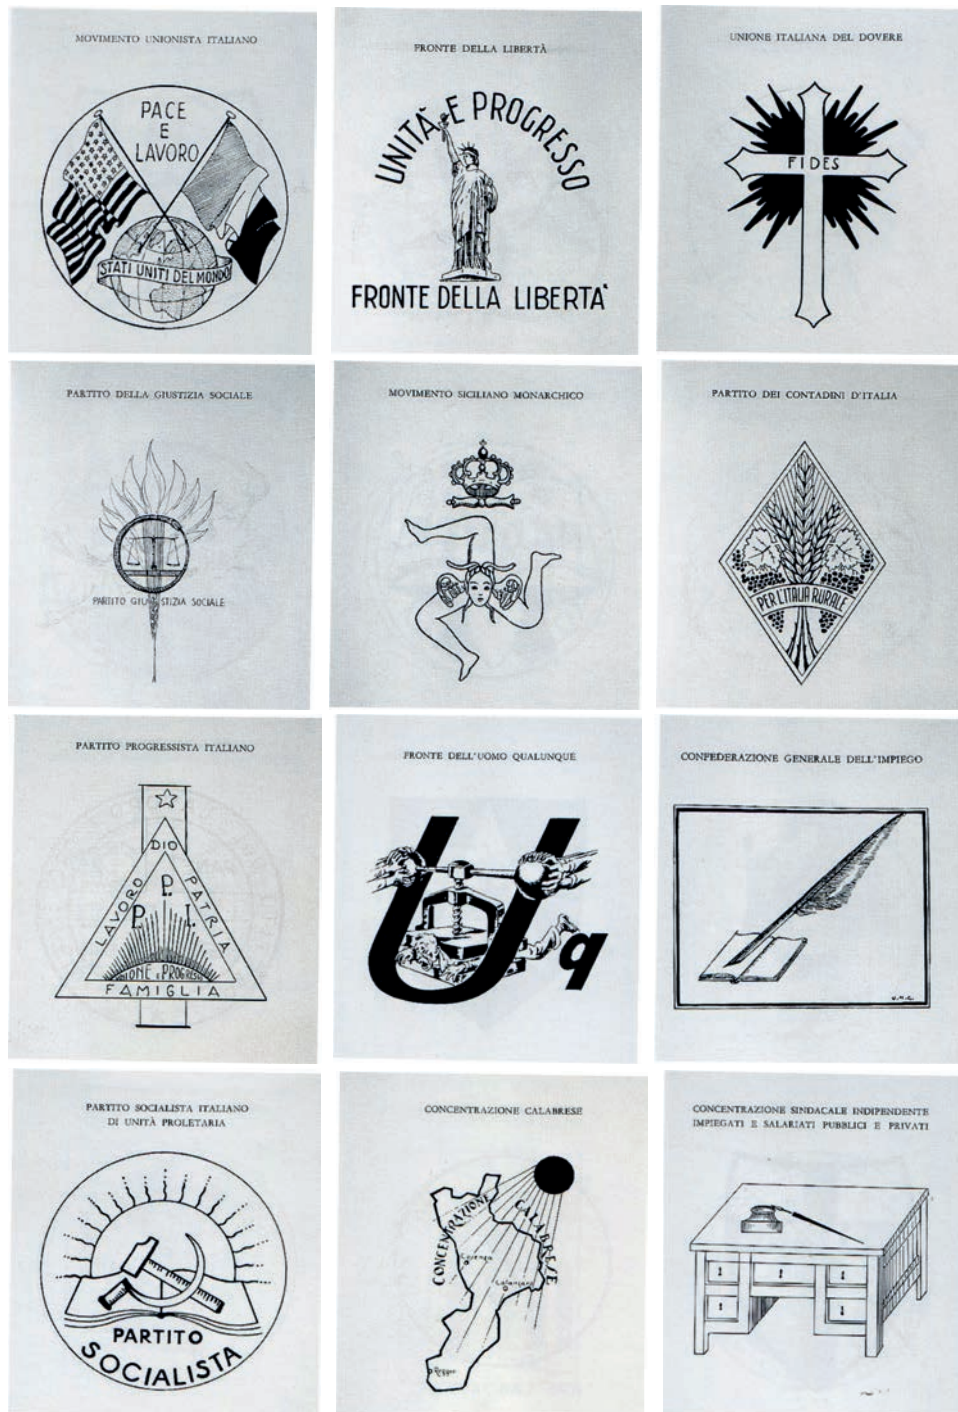 MOVIMENTO UNIONISTA ITALIANO
PACE
E
LAVORO
STATI UNITI DEL MONDO
FRONTE DELLA LIBERTÀ
UNITÀ E PROGRESSO
FRONTE DELLA LIBERTA'
UNIONE ITALIANA DEL DOVERE
FIDES
PARTITO DELLA GIUSTIZIA SOCIALE
PARTITO GIUSTIZIA SOCIALE
MOVIMENTO SICILIANO MONARCHICO
PARTITO DEI CONTADINI D'ITALIA
PER L'ITALIA RURALE
PARTITO PROGRESSISTA ITALIANO
DIO
LAVORO
PATRIA
P.
P. I.
FAMIGLIA
FRONTE DELL'UOMO QUALUNQUE
U
q
CONFEDERAZIONE GENERALE DELL'IMPIEGO
PARTITO SOCIALISTA ITALIANO
DI UNITÀ PROLETARIA
PARTITO
SOCIALISTA
CONCENTRAZIONE CALABRESE
CONCENTRAZIONE
CALABRESE
Cosenza
Catanzaro
Reggio
CONCENTRAZIONE SINDACALE INDIPENDENTE
IMPIEGATI E SALARIATI PUBBLICI E PRIVATI